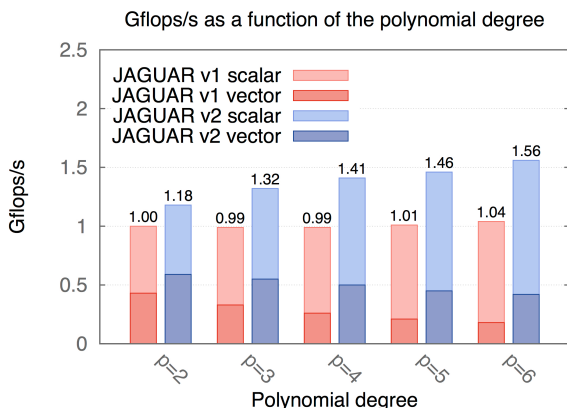 Gflops/s as a function of the polynomial degree
2.5
2
1.5
1
0.5
0
Gflops/s
JAGUAR v1 scalar
JAGUAR v1 vector
JAGUAR v2 scalar
JAGUAR v2 vector
1.00
1.18
0.99
1.32
0.99
1.41
1.01
1.46
1.04
1.56
p=2
p=3
p=4
p=5
p=6
Polynomial degree